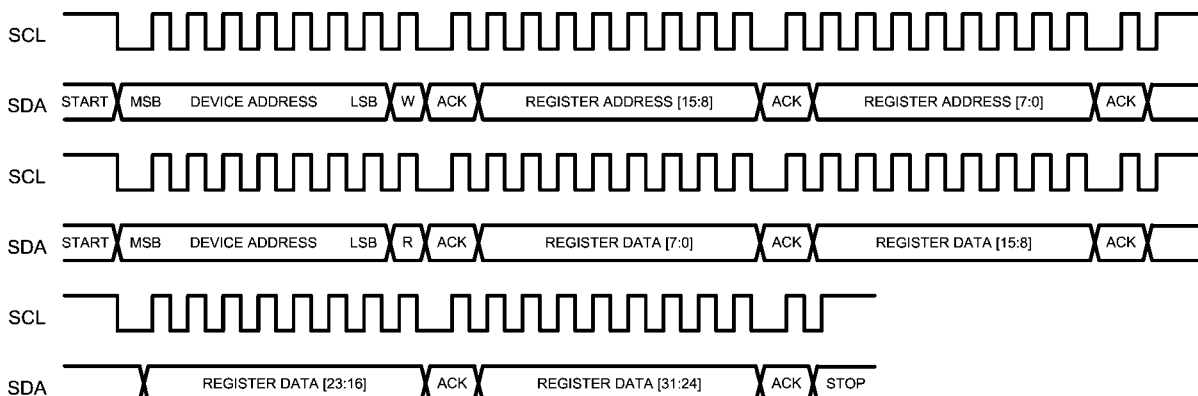 SCL
SDA START MSB DEVICE ADDRESS LSB W ACK REGISTER ADDRESS [15:8] ACK REGISTER ADDRESS [7:0] ACK
SCL
SDA START MSB DEVICE ADDRESS LSB R ACK REGISTER DATA [7:0] ACK REGISTER DATA [15:8] ACK
SCL
SDA REGISTER DATA [23:16] ACK REGISTER DATA [31:24] ACK STOP